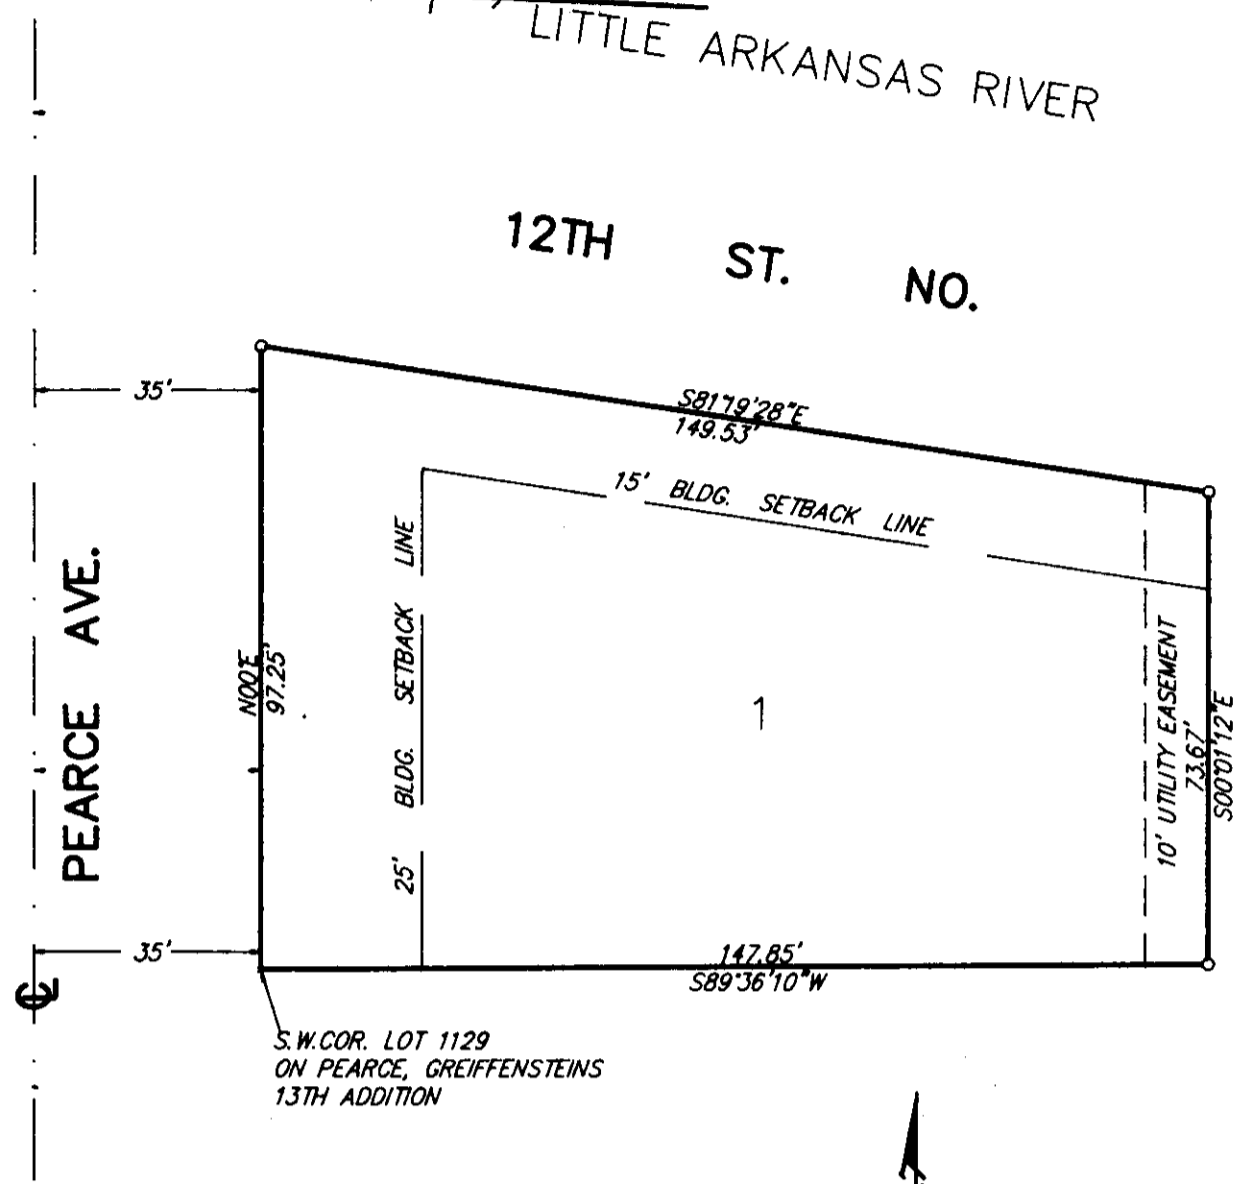 LITTLE ARKANSAS RIVER
12TH ST. NO.
35'
S81°19'28"E
149.53'
15' BLDG. SETBACK LINE
25' BLDG. SETBACK LINE
PEARCE AVE.
N00°E
97.25'
1
10' UTILITY EASEMENT
73.67'
S00°01'12"E
35'
147.85'
S89°36'10"W
℄
S.W.COR. LOT 1129
ON PEARCE, GREIFFENSTEINS
13TH ADDITION